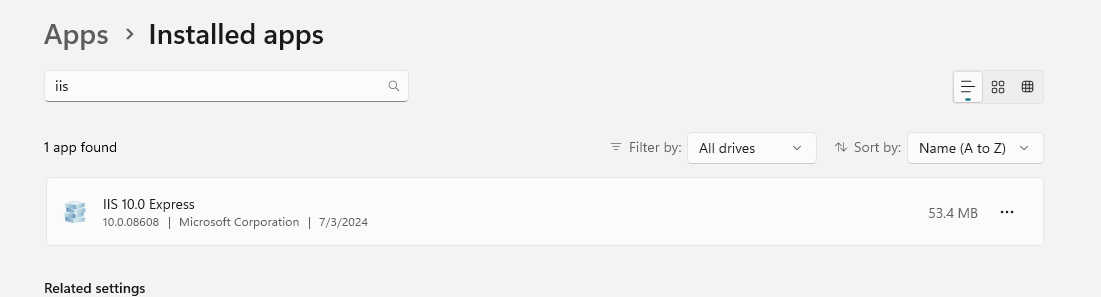 Apps > Installed apps
iis
1 app found Filter by: All drives Sort by: Name (A to Z)
IIS 10.0 Express
10.0.08608 | Microsoft Corporation | 7/3/2024 53.4 MB
Related settings